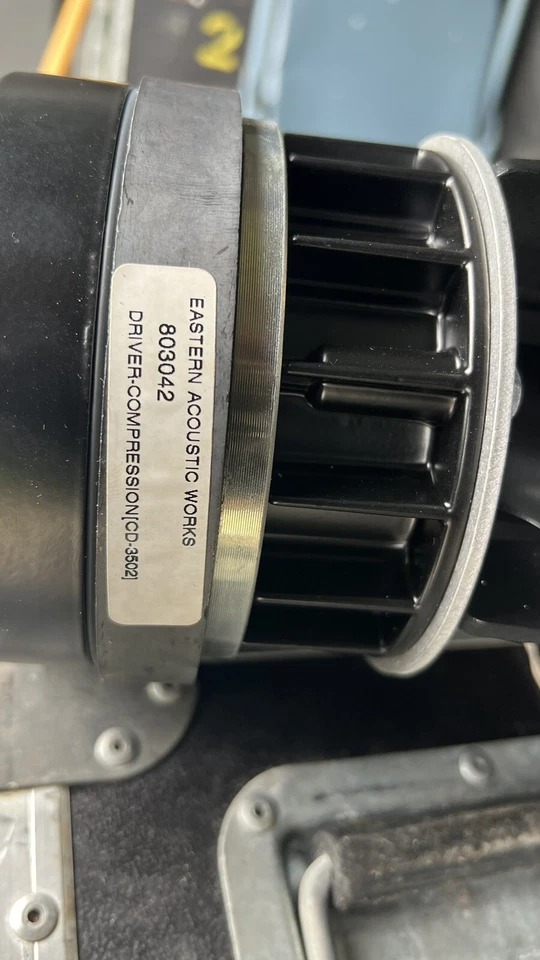 2
EASTERN ACOUSTIC WORKS
803042
DRIVER-COMPRESSION[CD-3502]